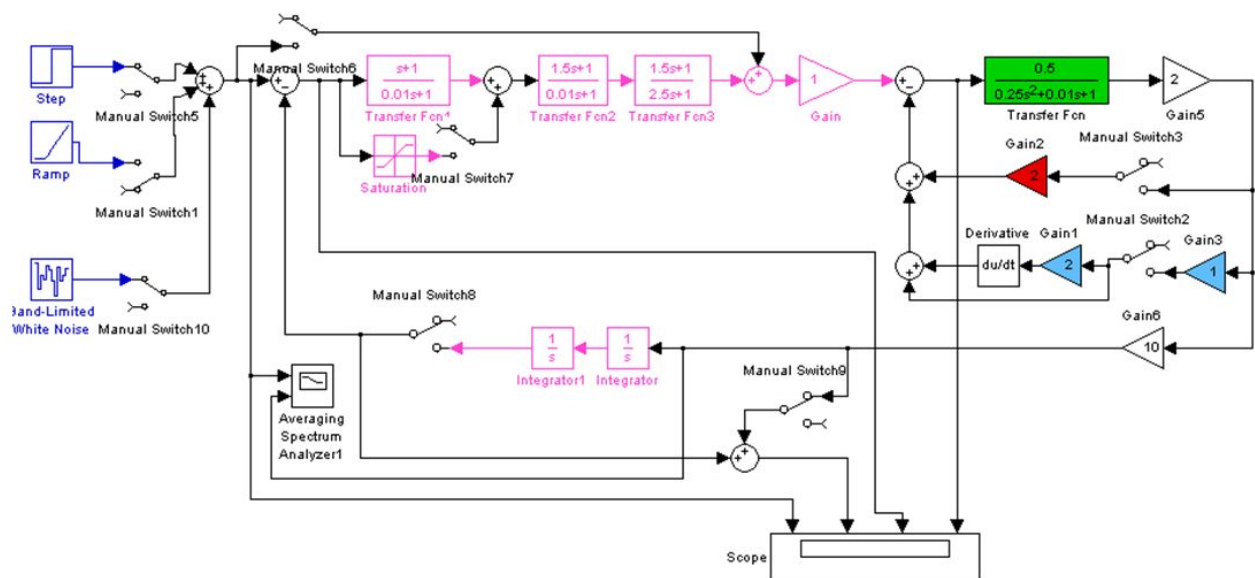 Step
Manual Switch5
Ramp
Manual Switch1
Band-Limited
White Noise
Manual Switch10
Manual Switch6
s+1
0.01s+1
Transfer Fcn1
1.5s+1
0.01s+1
Transfer Fcn2
1.5s+1
2.5s+1
Transfer Fcn3
1
Gain
0.5
0.25s²+0.01s+1
Transfer Fcn
2
Gain5
Saturation
Manual Switch7
Gain2
2
Manual Switch3
Derivative
du/dt
Gain1
2
Manual Switch2
Gain3
1
Gain6
10
Manual Switch8
1
s
Integrator1
1
s
Integrator
Manual Switch9
Averaging
Spectrum
Analyzer1
Scope